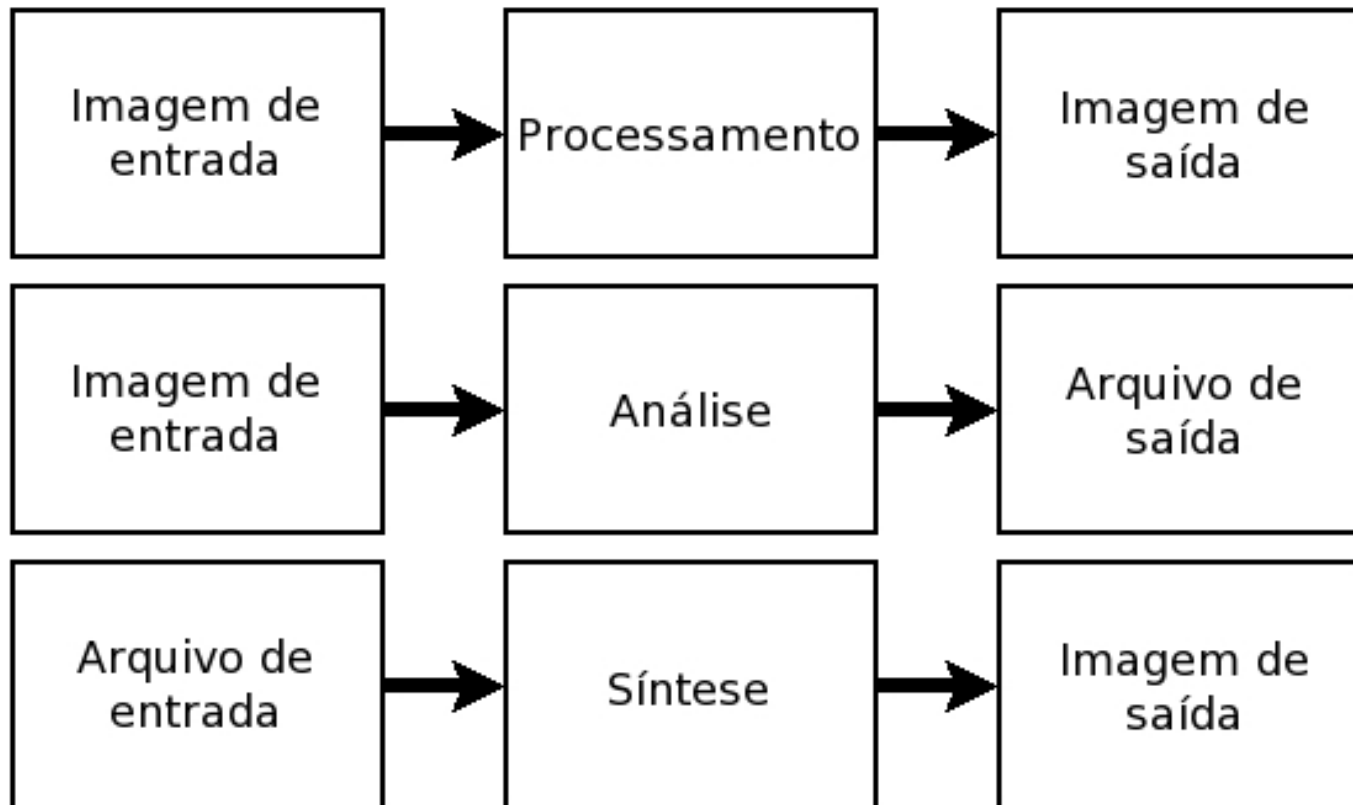 Imagem de
entrada
Processamento
Imagem de
saída
Imagem de
entrada
Análise
Arquivo de
saída
Arquivo de
entrada
Síntese
Imagem de
saída